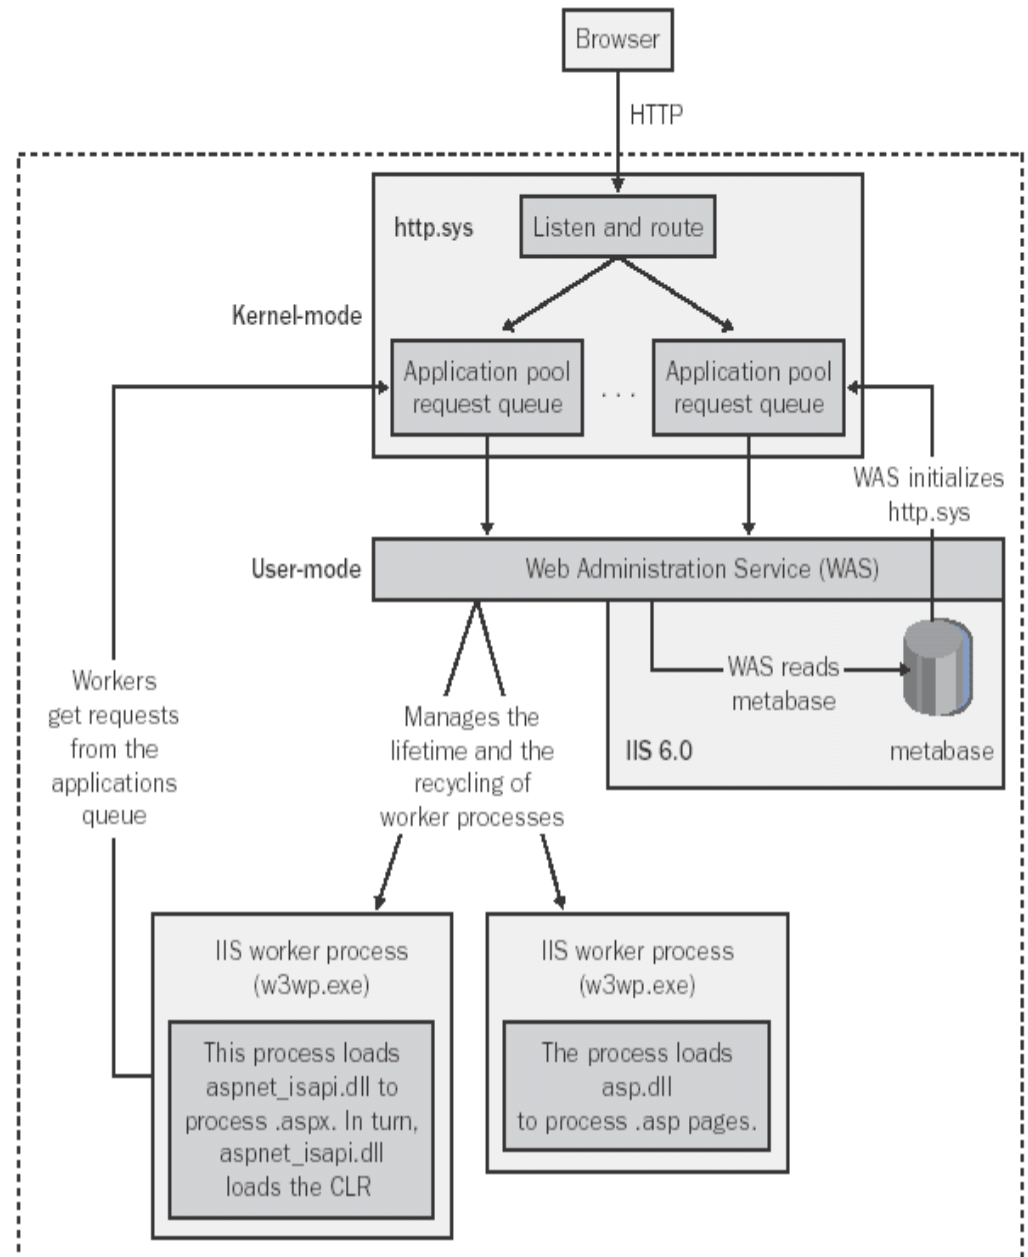 Browser
HTTP
http.sys
Listen and route
Kernel-mode
Application pool
request queue
. . .
Application pool
request queue
WAS initializes
http.sys
User-mode
Web Administration Service (WAS)
WAS reads
metabase
IIS 6.0
metabase
Workers
get requests
from the
applications
queue
Manages the
lifetime and the
recycling of
worker processes
IIS worker process
(w3wp.exe)
This process loads
aspnet_isapi.dll to
process .aspx. In turn,
aspnet_isapi.dll
loads the CLR
IIS worker process
(w3wp.exe)
The process loads
asp.dll
to process .asp pages.